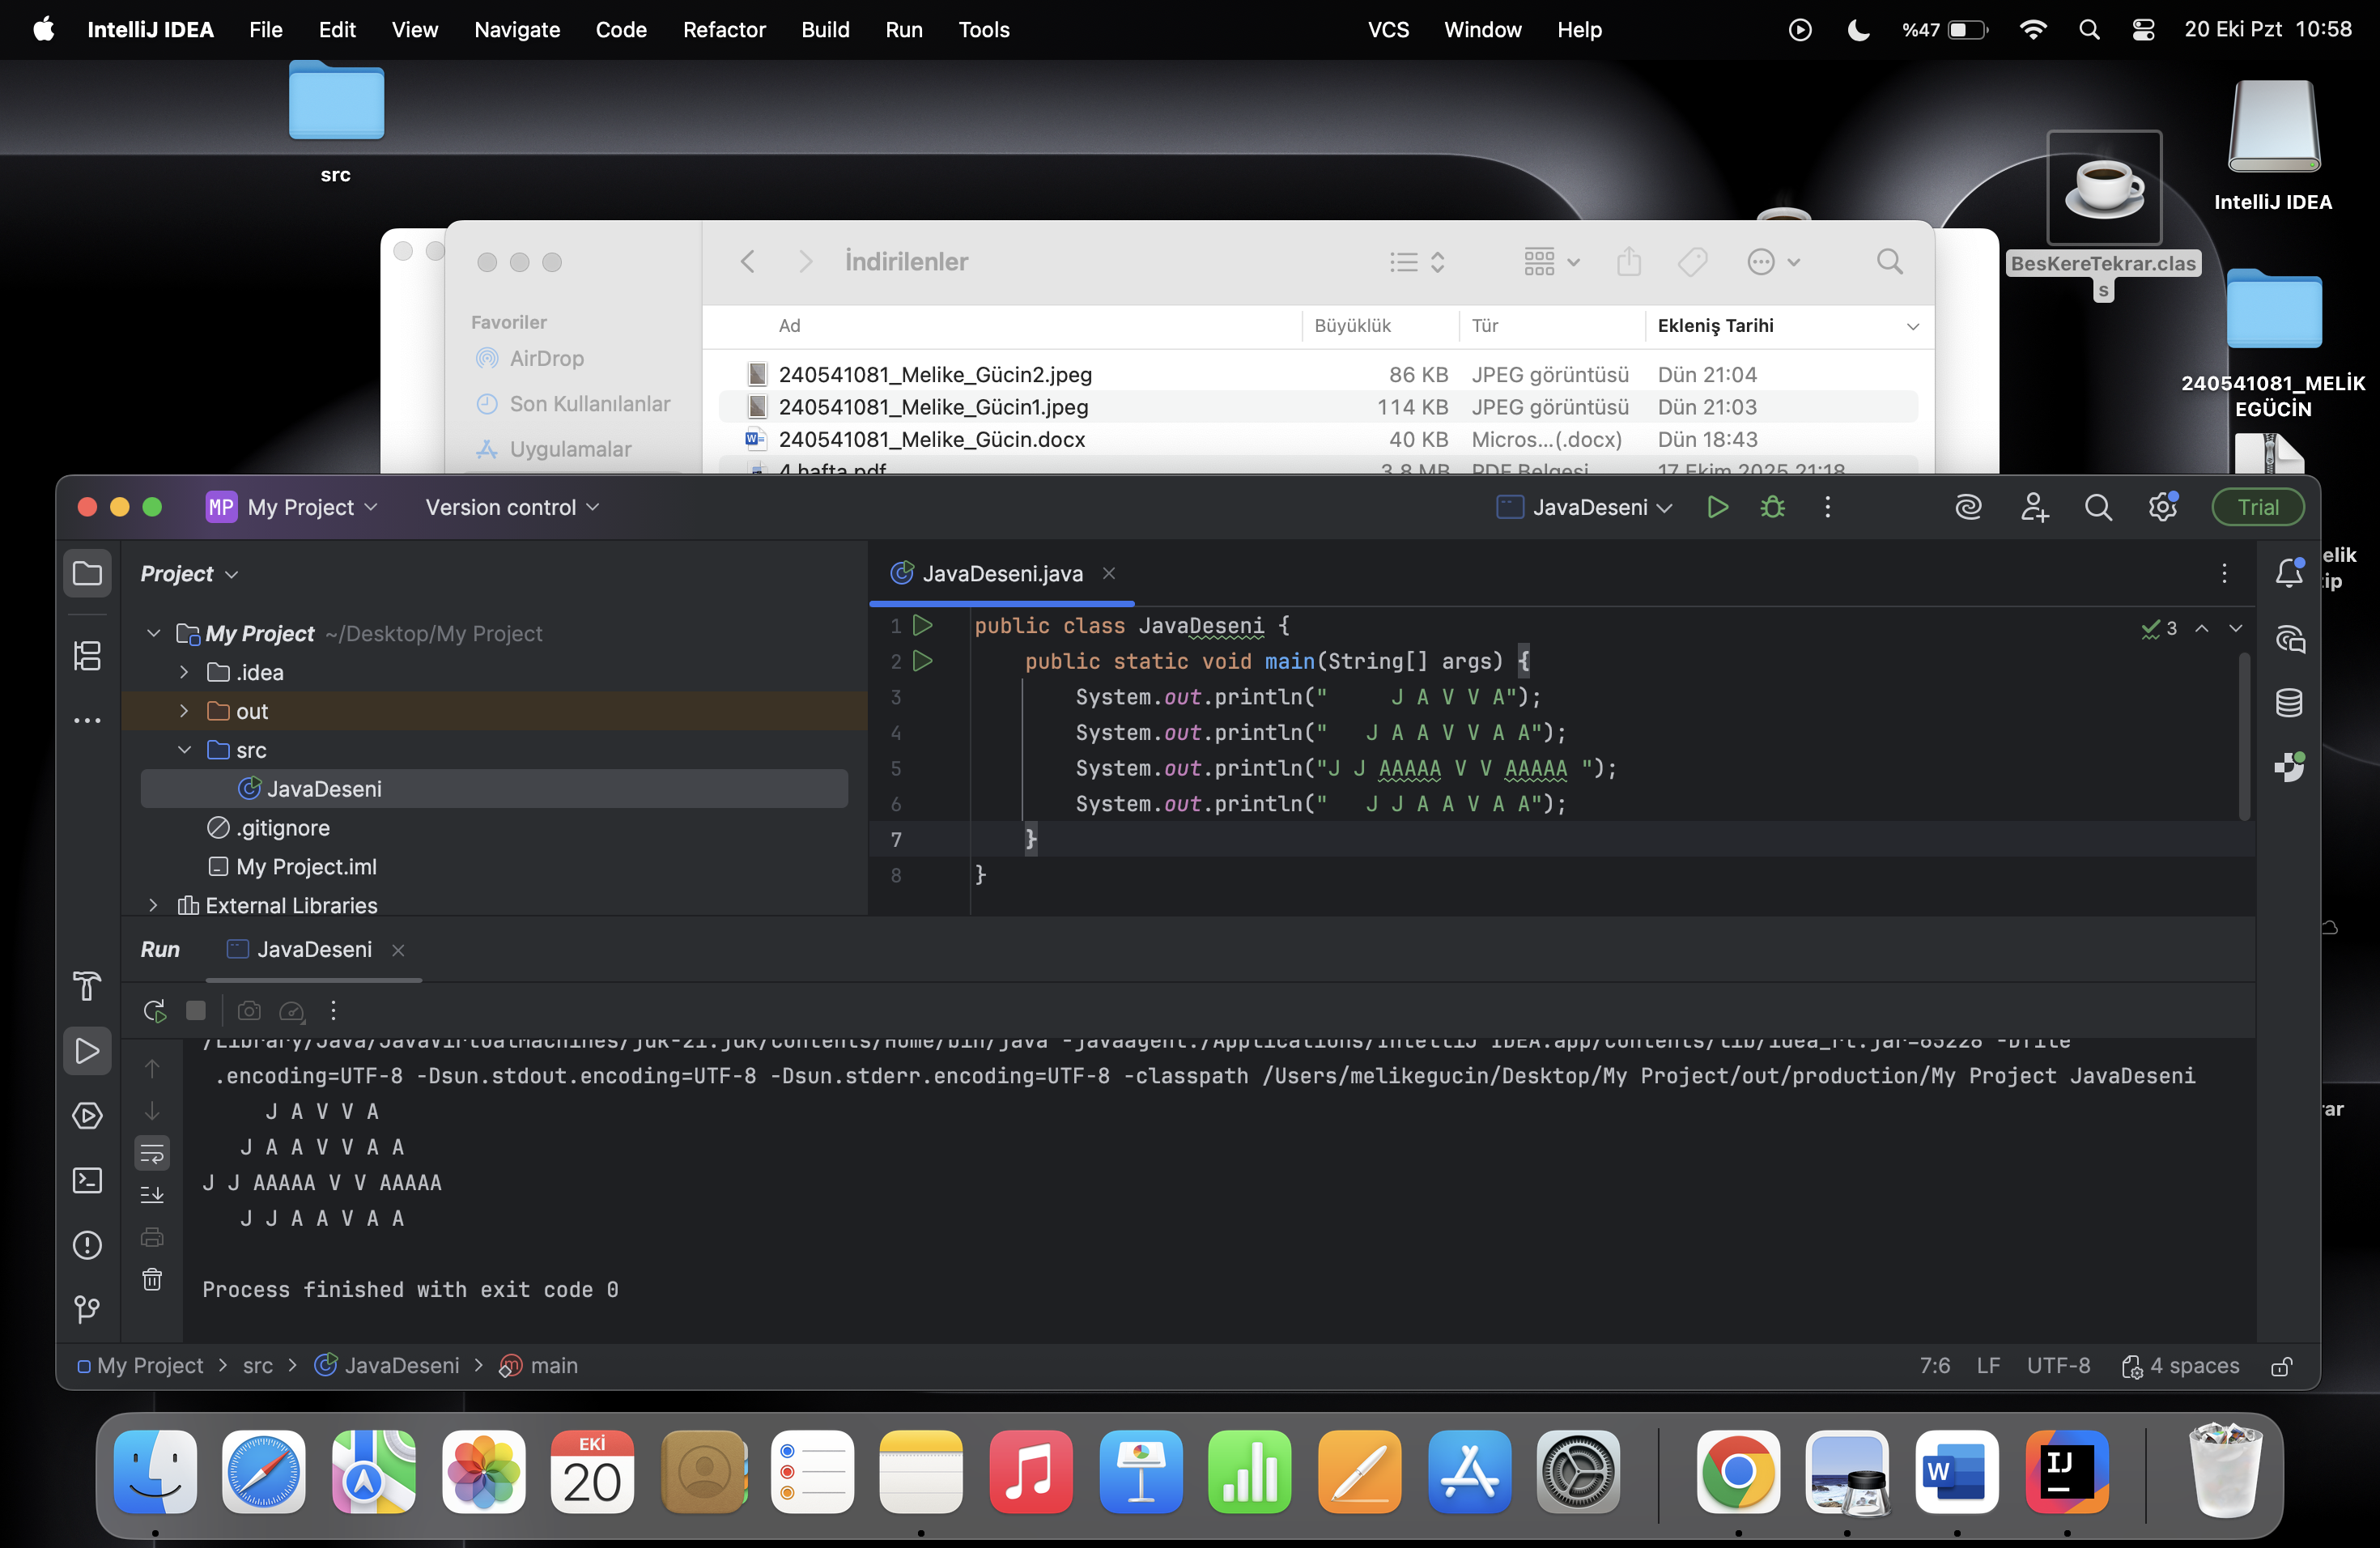 IntelliJ IDEA File Edit View Navigate Code Refactor Build Run Tools VCS Window Help %47 20 Eki Pzt 10:58
src
IntelliJ IDEA
BesKereTekrar.clas
s
240541081_MELİK
EGÜCİN
İndirilenler
Favoriler
AirDrop
Son Kullanılanlar
Uygulamalar
Ad Büyüklük Tür Ekleniş Tarihi
240541081_Melike_Gücin2.jpeg 86 KB JPEG görüntüsü Dün 21:04
240541081_Melike_Gücin1.jpeg 114 KB JPEG görüntüsü Dün 21:03
240541081_Melike_Gücin.docx 40 KB Micros...(.docx) Dün 18:43
4.hafta.pdf 3,8 MB PDF Belgesi 17 Ekim 2025 21:18
MP My Project Version control JavaDeseni Trial
elik
ip
rar
Project
My Project ~/Desktop/My Project
.idea
out
src
JavaDeseni
.gitignore
My Project.iml
External Libraries
JavaDeseni.java
3
1 public class JavaDeseni {
2     public static void main(String[] args) {
3         System.out.println("     J A V V A");
4         System.out.println("   J A A V V A A");
5         System.out.println("J J AAAAA V V AAAAA ");
6         System.out.println("   J J A A V A A");
7     }
8 }
Run JavaDeseni
/Library/Java/JavaVirtualMachines/jdk-21.jdk/Contents/Home/bin/java -javaagent:/Applications/IntelliJ IDEA.app/Contents/lib/idea_rt.jar=65228 -Dfile
.encoding=UTF-8 -Dsun.stdout.encoding=UTF-8 -Dsun.stderr.encoding=UTF-8 -classpath /Users/melikegucin/Desktop/My Project/out/production/My Project JavaDeseni
     J A V V A
   J A A V V A A
J J AAAAA V V AAAAA
   J J A A V A A
Process finished with exit code 0
My Project > src > JavaDeseni > main
7:6 LF UTF-8 4 spaces
EKİ
20
W
IJ